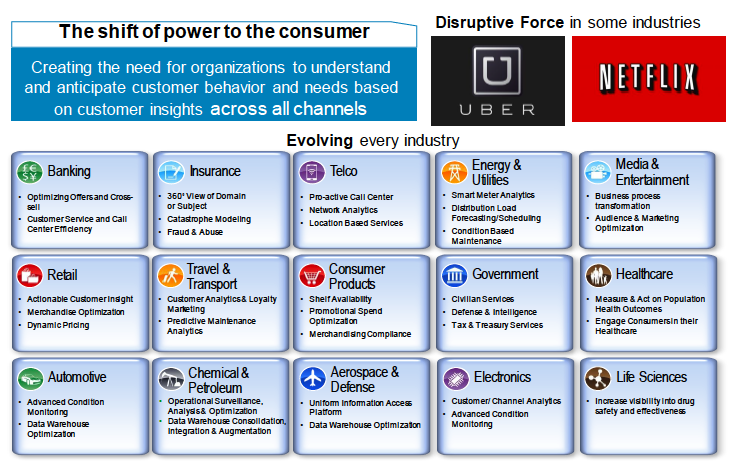 The shift of power to the consumer
Creating the need for organizations to understand
and anticipate customer behavior and needs based
on customer insights across all channels
Disruptive Force in some industries
U
UBER
NETFLIX
Evolving every industry
Banking
• Optimizing Offers and Cross-
sell
• Customer Service and Call
Center Efficiency
Insurance
• 360° View of Domain
or Subject
• Catastrophe Modeling
• Fraud & Abuse
Telco
• Pro-active Call Center
• Network Analytics
• Location Based Services
Energy &
Utilities
• Smart Meter Analytics
• Distribution Load
Forecasting/Scheduling
• Condition Based
Maintenance
Media &
Entertainment
• Business process
transformation
• Audience & Marketing
Optimization
Retail
• Actionable Customer Insight
• Merchandise Optimization
• Dynamic Pricing
Travel &
Transport
• Customer Analytics & Loyalty
Marketing
• Predictive Maintenance
Analytics
Consumer
Products
• Shelf Availability
• Promotional Spend
Optimization
• Merchandising Compliance
Government
• Civilian Services
• Defense & Intelligence
• Tax & Treasury Services
Healthcare
• Measure & Act on Population
Health Outcomes
• Engage Consumers in their
Healthcare
Automotive
• Advanced Condition
Monitoring
• Data Warehouse
Optimization
Chemical &
Petroleum
• Operational Surveillance,
Analysis & Optimization
• Data Warehouse Consolidation,
Integration & Augmentation
Aerospace &
Defense
• Uniform Information Access
Platform
• Data Warehouse Optimization
Electronics
• Customer/ Channel Analytics
• Advanced Condition
Monitoring
Life Sciences
• Increase visibility into drug
safety and effectiveness